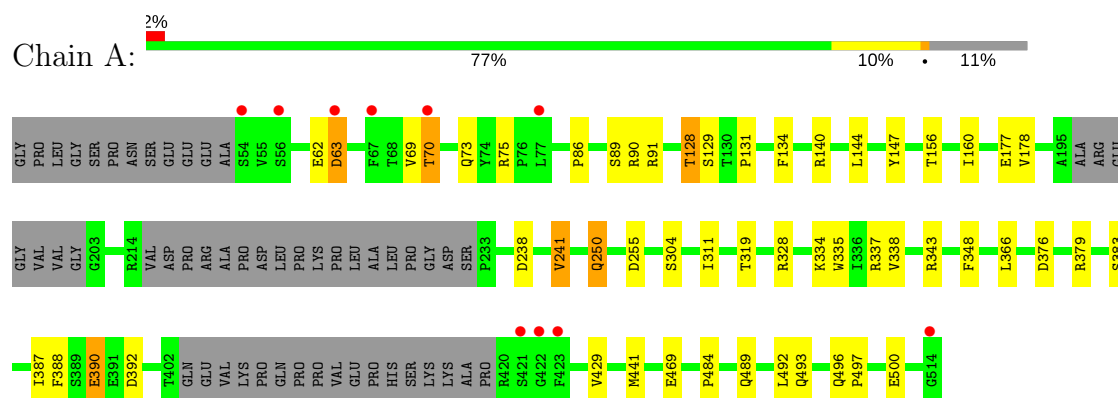 2%
Chain A:
77% 10% • 11%
GLY PRO LEU GLY SER PRO ASN SER GLU GLU GLU ALA S54 V55 S56 E62 D63 F67 T68 V69 T70 Q73 Y74 R75 P76 L77 P86 S89 R90 R91 T128 S129 T130 P131 F134 R140 L144 Y147 T156 I160 E177 V178 A195 ALA ARG GLU
GLY VAL VAL GLY G203 R214 VAL ASP PRO ARG ALA PRO ASP LEU PRO LYS PRO LEU ALA LEU PRO GLY ASP SER P233 D238 V241 Q250 D255 S304 I311 T319 R328 K334 W335 I336 R337 V338 R343 F348 L366 D376 R379 S383
I387 F388 S389 E390 E391 D392 T402 GLN GLU VAL LYS PRO GLN PRO PRO VAL GLU PRO HIS SER LYS LYS ALA PRO R420 S421 G422 F423 V429 M441 E469 P484 Q489 L492 Q493 Q496 P497 E500 G514